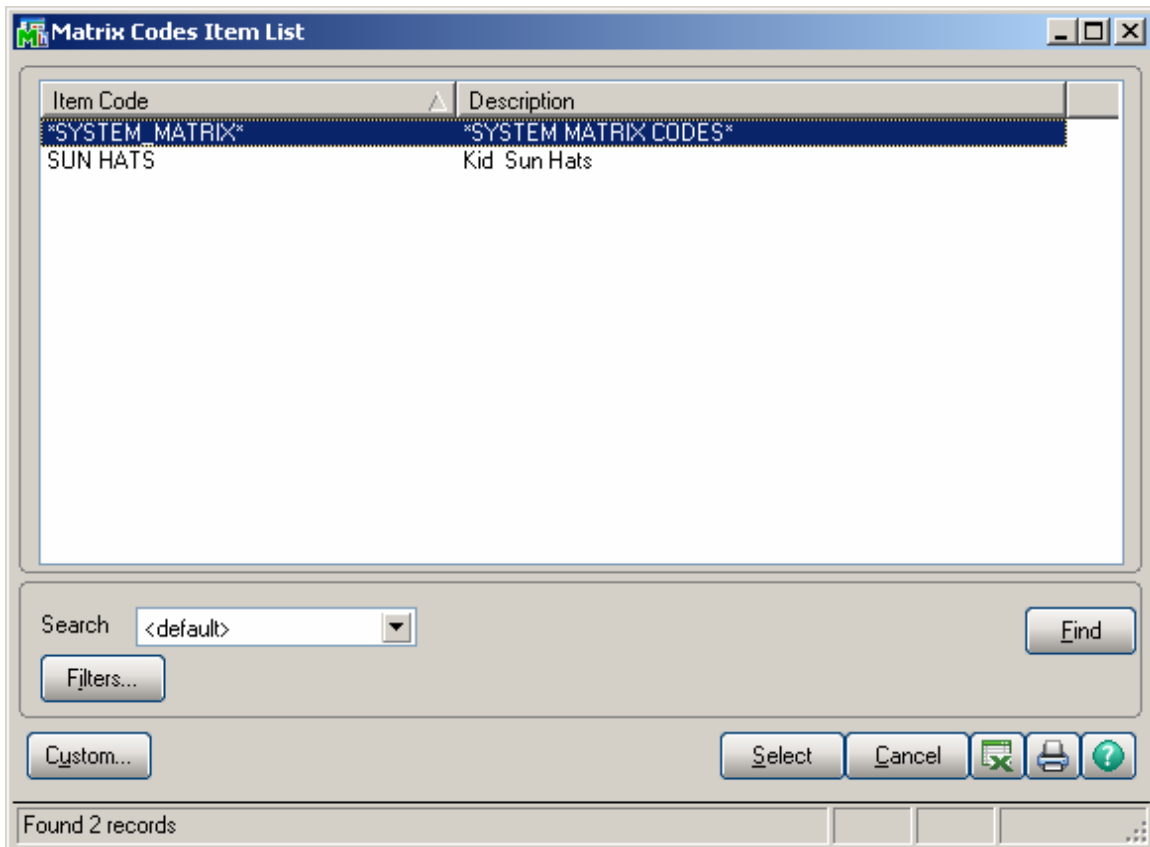 Matrix Codes Item List
Item Code Description
*SYSTEM_MATRIX* *SYSTEM MATRIX CODES*
SUN HATS Kid Sun Hats
Search <default> Find
Filters...
Custom... Select Cancel
Found 2 records